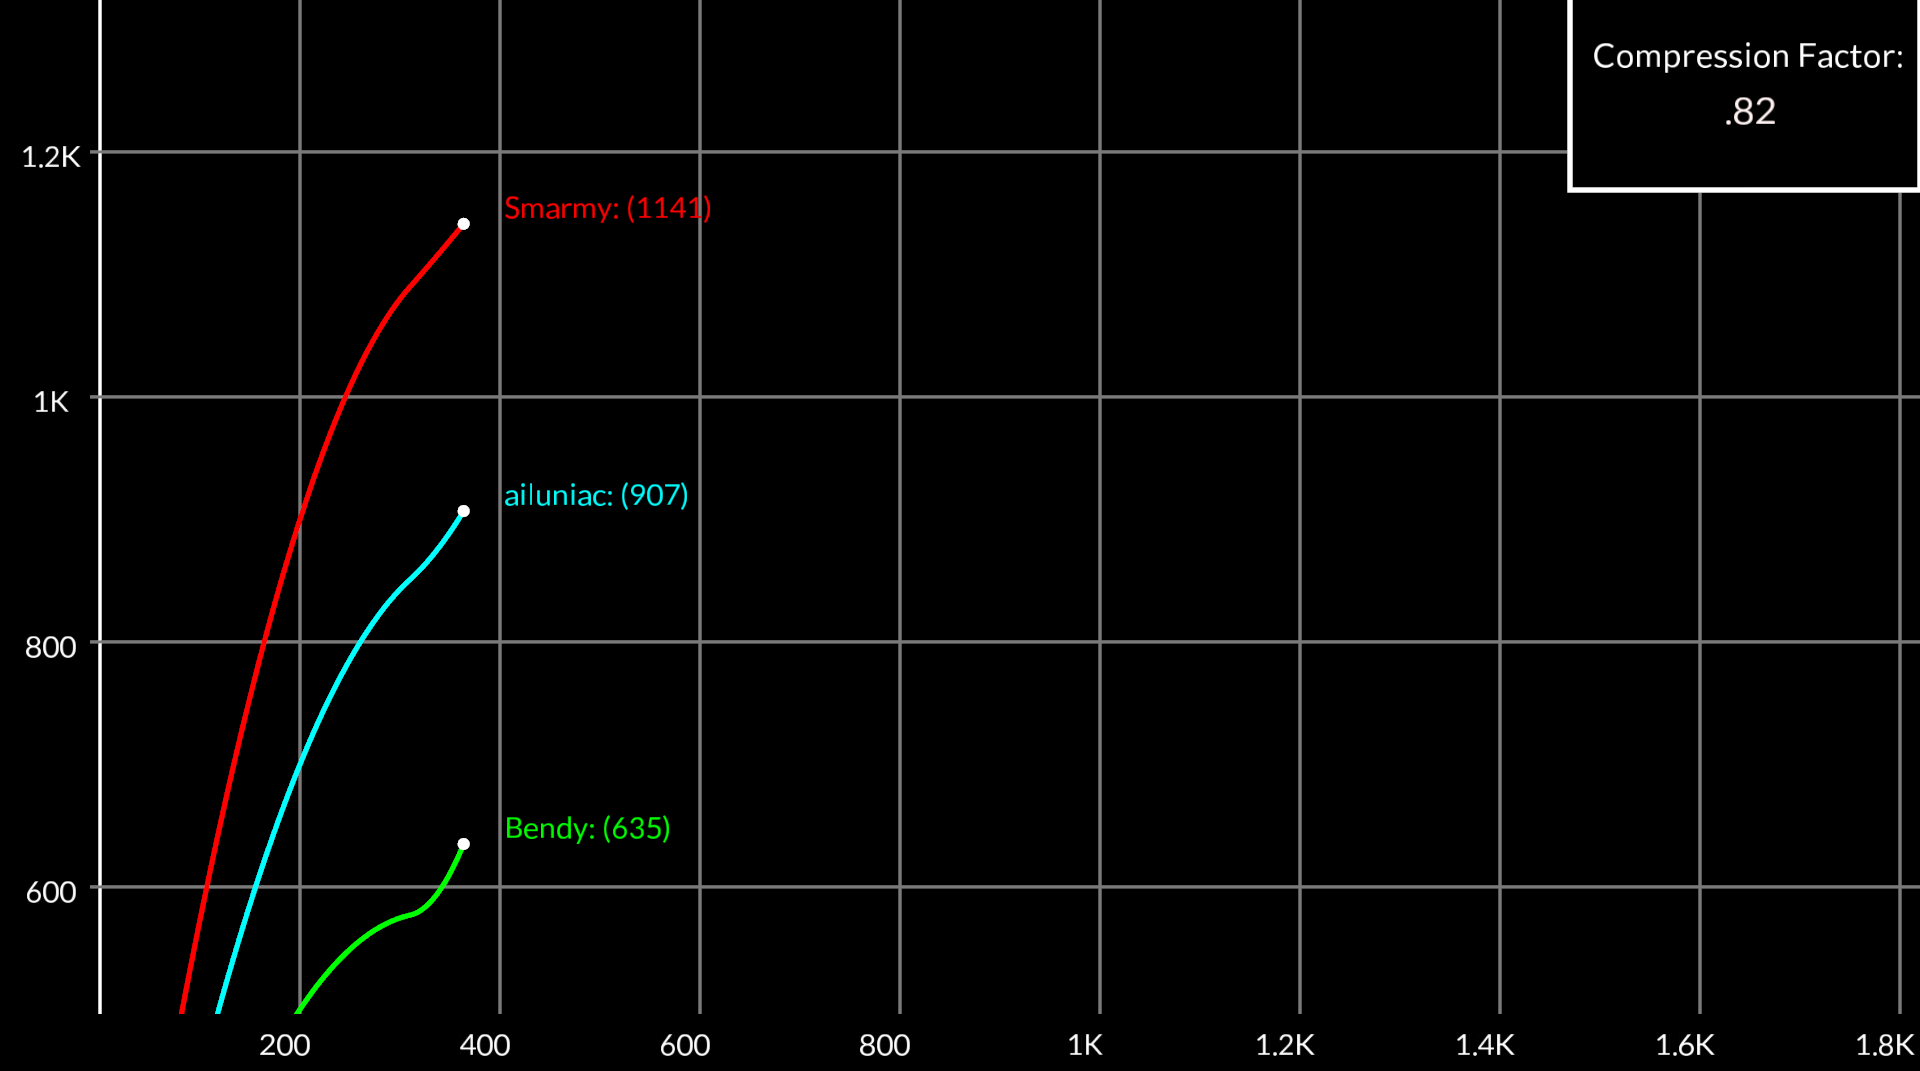 Compression Factor:
.82
1.2K
Smarmy: (1141)
1K
ailuniac: (907)
800
Bendy: (635)
600
200 400 600 800 1K 1.2K 1.4K 1.6K 1.8K